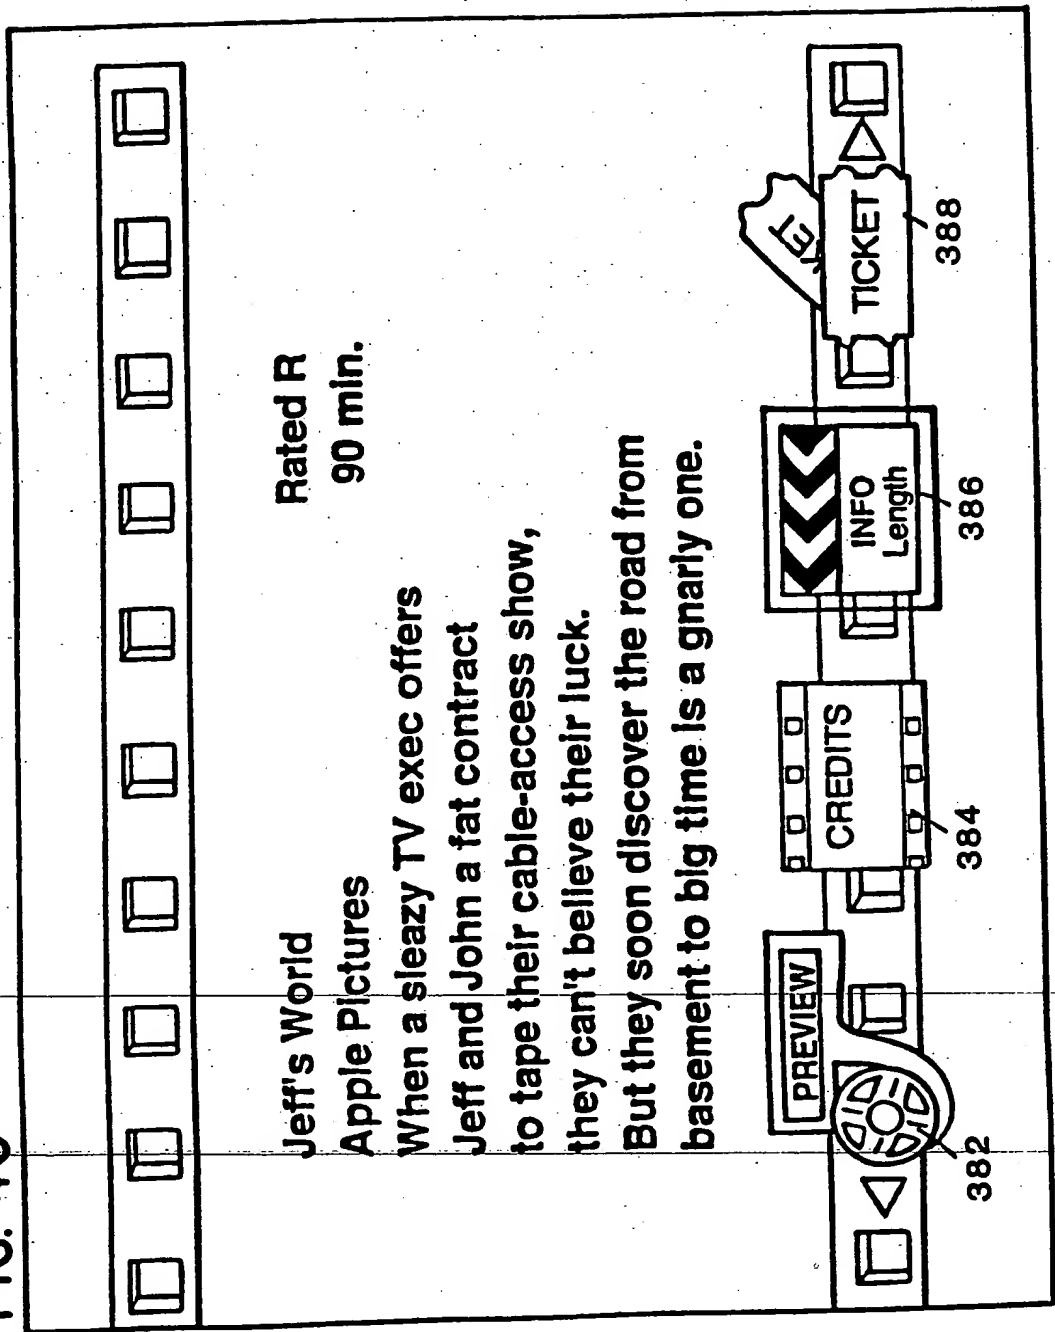 Jeff's World Rated R
Apple Pictures 90 min.
When a sleazy TV exec offers
Jeff and John a fat contract
to tape their cable-access show,
they can't believe their luck.
But they soon discover the road from
basement to big time is a gnarly one.
PREVIEW
CREDITS
INFO
Length
KET
TICKET
382
384
386
388